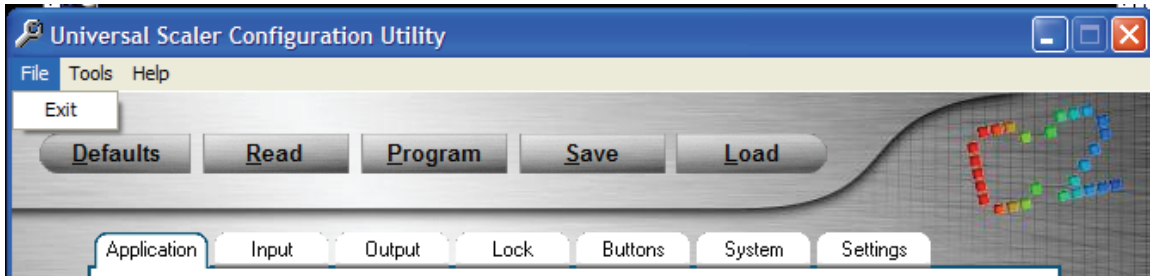 Universal Scaler Configuration Utility
File Tools Help
Exit
Defaults Read Program Save Load
C2
Application Input Output Lock Buttons System Settings